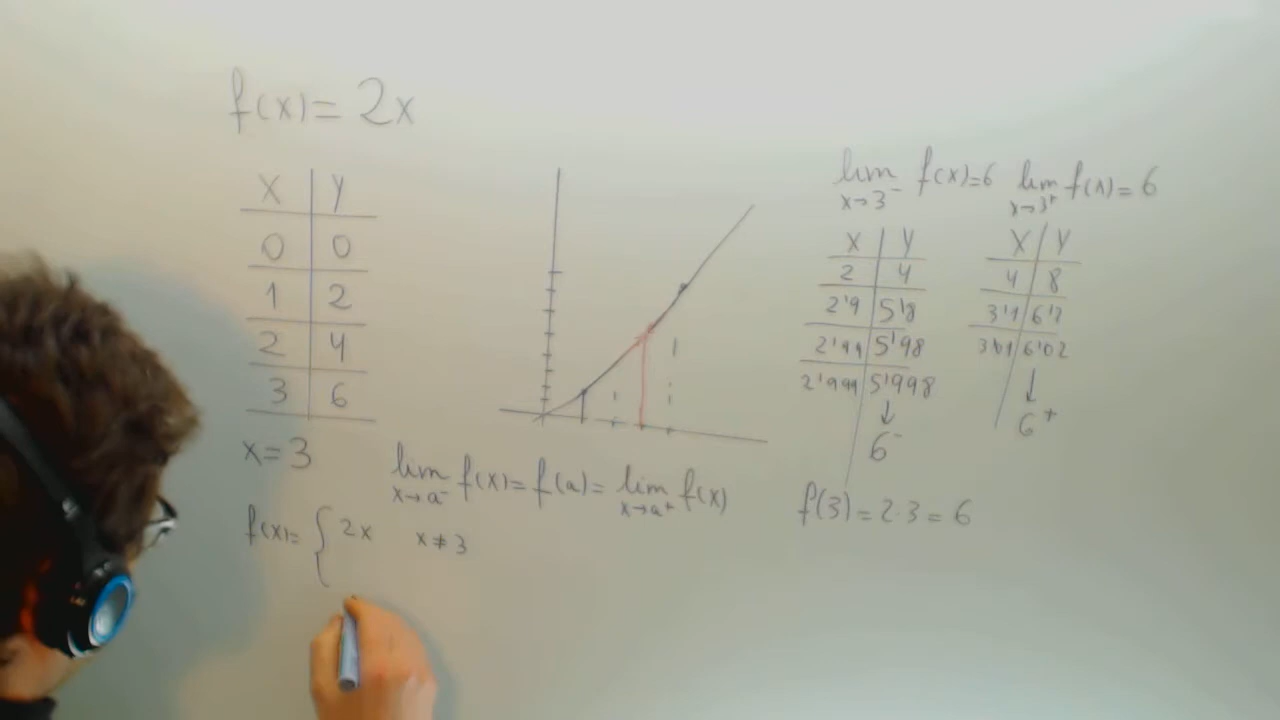 f(x)= 2x
X | Y
0 | 0
1 | 2
2 | 4
3 | 6
x=3
f(x)= { 2x x≠3
lim x→a⁻ f(x)=f(a)= lim x→a⁺ f(x)
lim x→3⁻ f(x)=6 lim x→3⁺ f(x)=6
X | Y
2 | 4
2'9 | 5'8
2'99 | 5'98
2'999 | 5'998
↓
6⁻
X | Y
4 | 8
3'1 | 6'2
3'01 | 6'02
↓
6⁺
f(3)=2·3=6